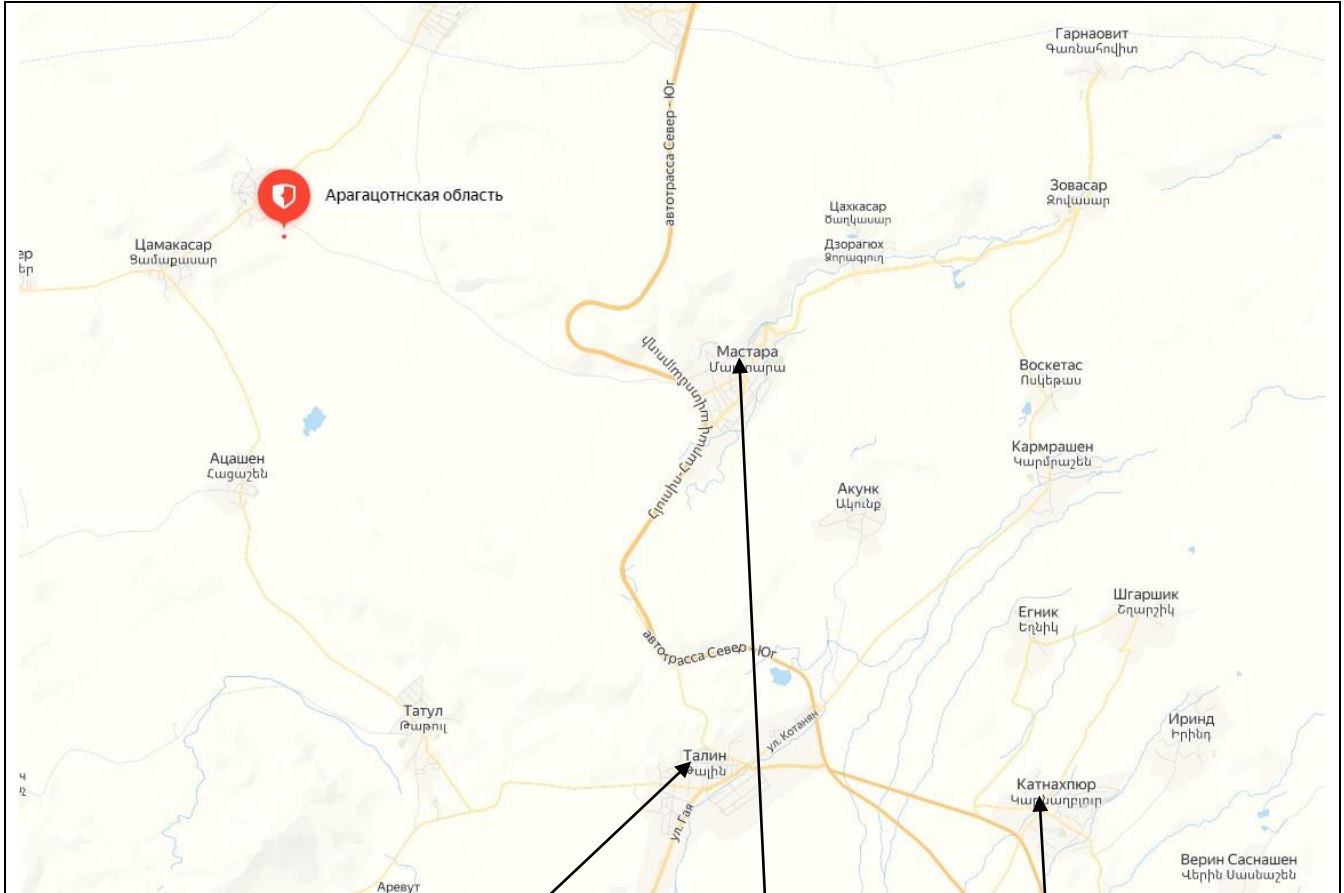 Гарнаовит
Գառնահովիտ
автотрасса Север - Юг
Арагацотнская область
Зовасар
Զովասար
Цахкасар
Ծաղկասար
Цамакасар
Ցամաքասար
Дзорагюх
Ձորագյուղ
ер
Мастара
Воскетас
Ոսկեթաս
Ацашен
Հացաշեն
Кармрашен
Կարմրաշեն
Акунк
Ակունք
Шгаршик
Շղարշիկ
Егник
Եղնիկ
автотрасса Север - Юг
Татул
Թաթուլ
Иринд
Իրինդ
ул. Котанян
Талин
Թալին
Катнахпюр
ул. Гая
Верин Саснашен
Վերին Սասնաշեն
Аревут